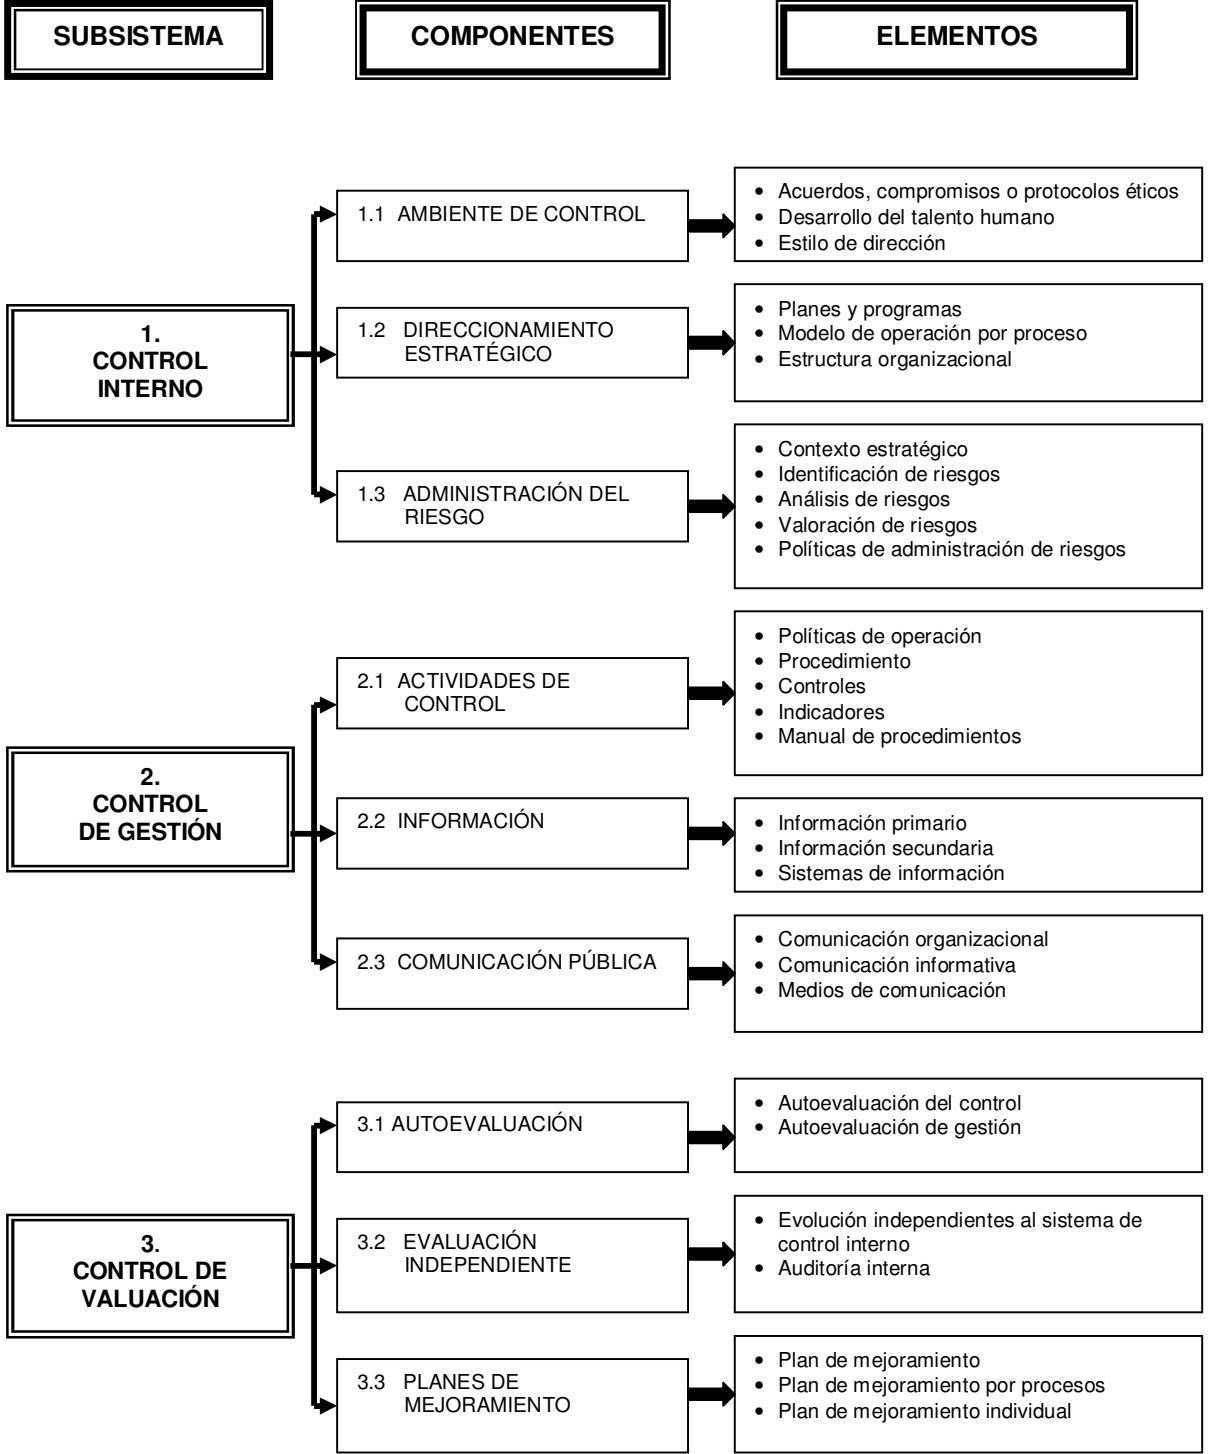 SUBSISTEMA
COMPONENTES
ELEMENTOS
1.
CONTROL
INTERNO
1.1 AMBIENTE DE CONTROL
• Acuerdos, compromisos o protocolos éticos
• Desarrollo del talento humano
• Estilo de dirección
1.2 DIRECCIONAMIENTO
ESTRATÉGICO
• Planes y programas
• Modelo de operación por proceso
• Estructura organizacional
1.3 ADMINISTRACIÓN DEL
RIESGO
• Contexto estratégico
• Identificación de riesgos
• Análisis de riesgos
• Valoración de riesgos
• Políticas de administración de riesgos
2.
CONTROL
DE GESTIÓN
2.1 ACTIVIDADES DE
CONTROL
• Políticas de operación
• Procedimiento
• Controles
• Indicadores
• Manual de procedimientos
2.2 INFORMACIÓN
• Información primario
• Información secundaria
• Sistemas de información
2.3 COMUNICACIÓN PÚBLICA
• Comunicación organizacional
• Comunicación informativa
• Medios de comunicación
3.
CONTROL DE
VALUACIÓN
3.1 AUTOEVALUACIÓN
• Autoevaluación del control
• Autoevaluación de gestión
3.2 EVALUACIÓN
INDEPENDIENTE
• Evolución independientes al sistema de
control interno
• Auditoría interna
3.3 PLANES DE
MEJORAMIENTO
• Plan de mejoramiento
• Plan de mejoramiento por procesos
• Plan de mejoramiento individual